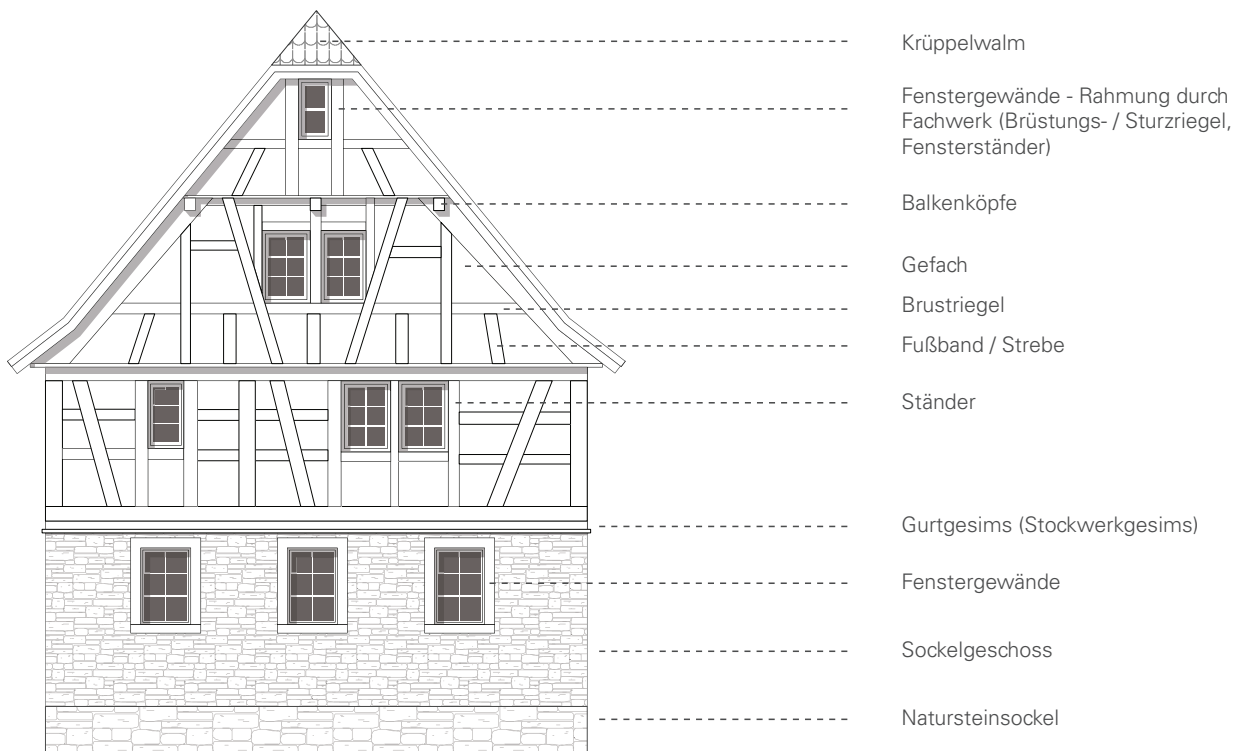 Krüppelwalm
Fenstergewände - Rahmung durch
Fachwerk (Brüstungs- / Sturzriegel,
Fensterständer)
Balkenköpfe
Gefach
Brustriegel
Fußband / Strebe
Ständer
Gurtgesims (Stockwerkgesims)
Fenstergewände
Sockelgeschoss
Natursteinsockel